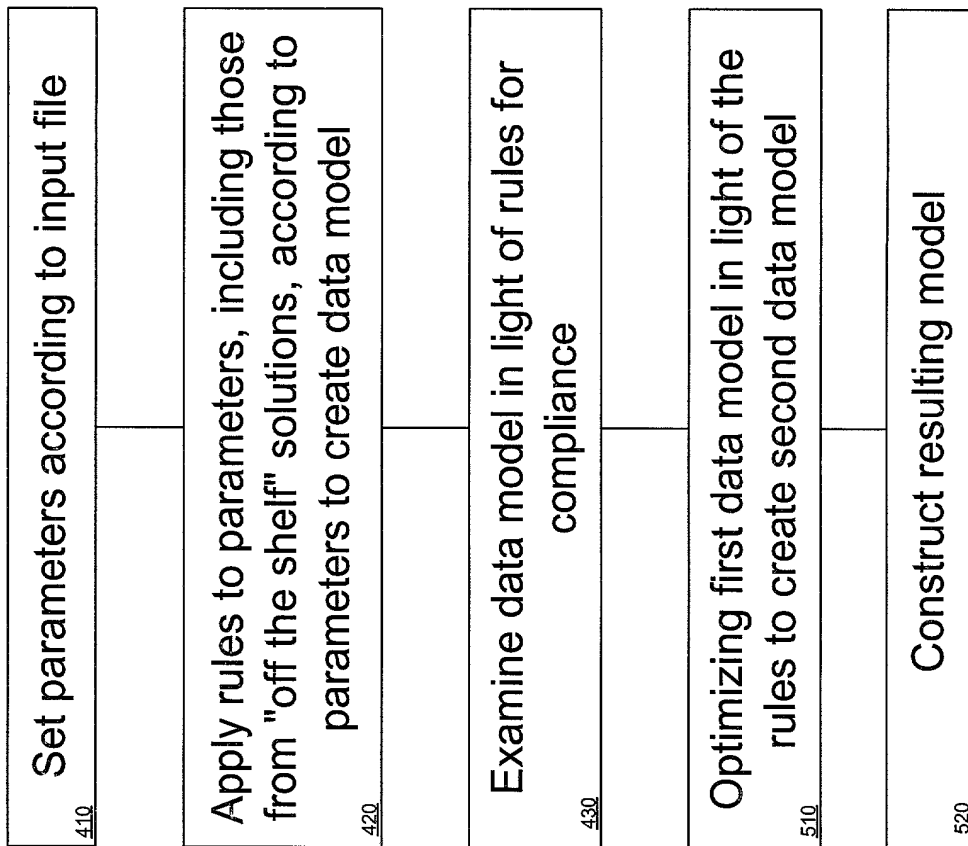 Set parameters according to input file
410
Apply rules to parameters, including those
from "off the shelf" solutions, according to
parameters to create data model
420
Examine data model in light of rules for
compliance
430
Optimizing first data model in light of the
rules to create second data model
510
Construct resulting model
520